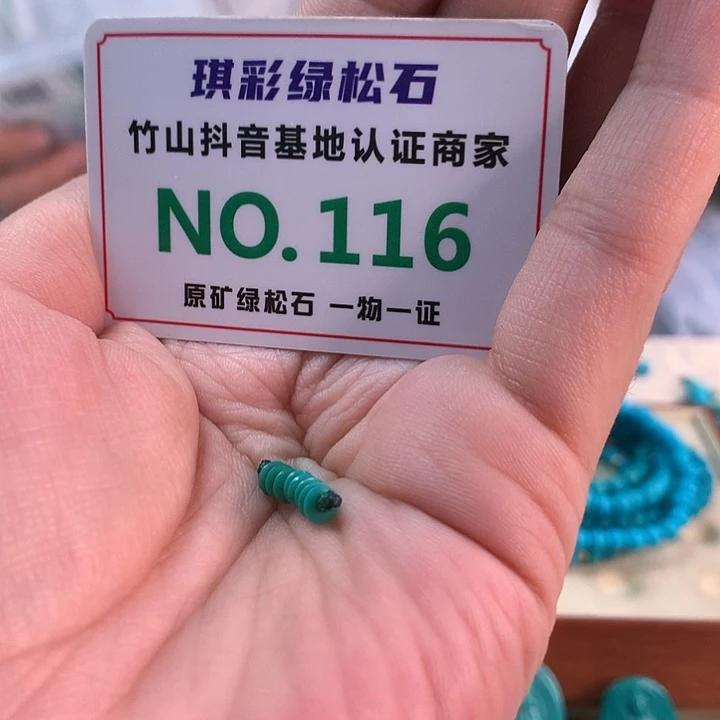 琪彩绿松石
竹山抖音基地认证商家
NO.116
原矿绿松石 一物一证